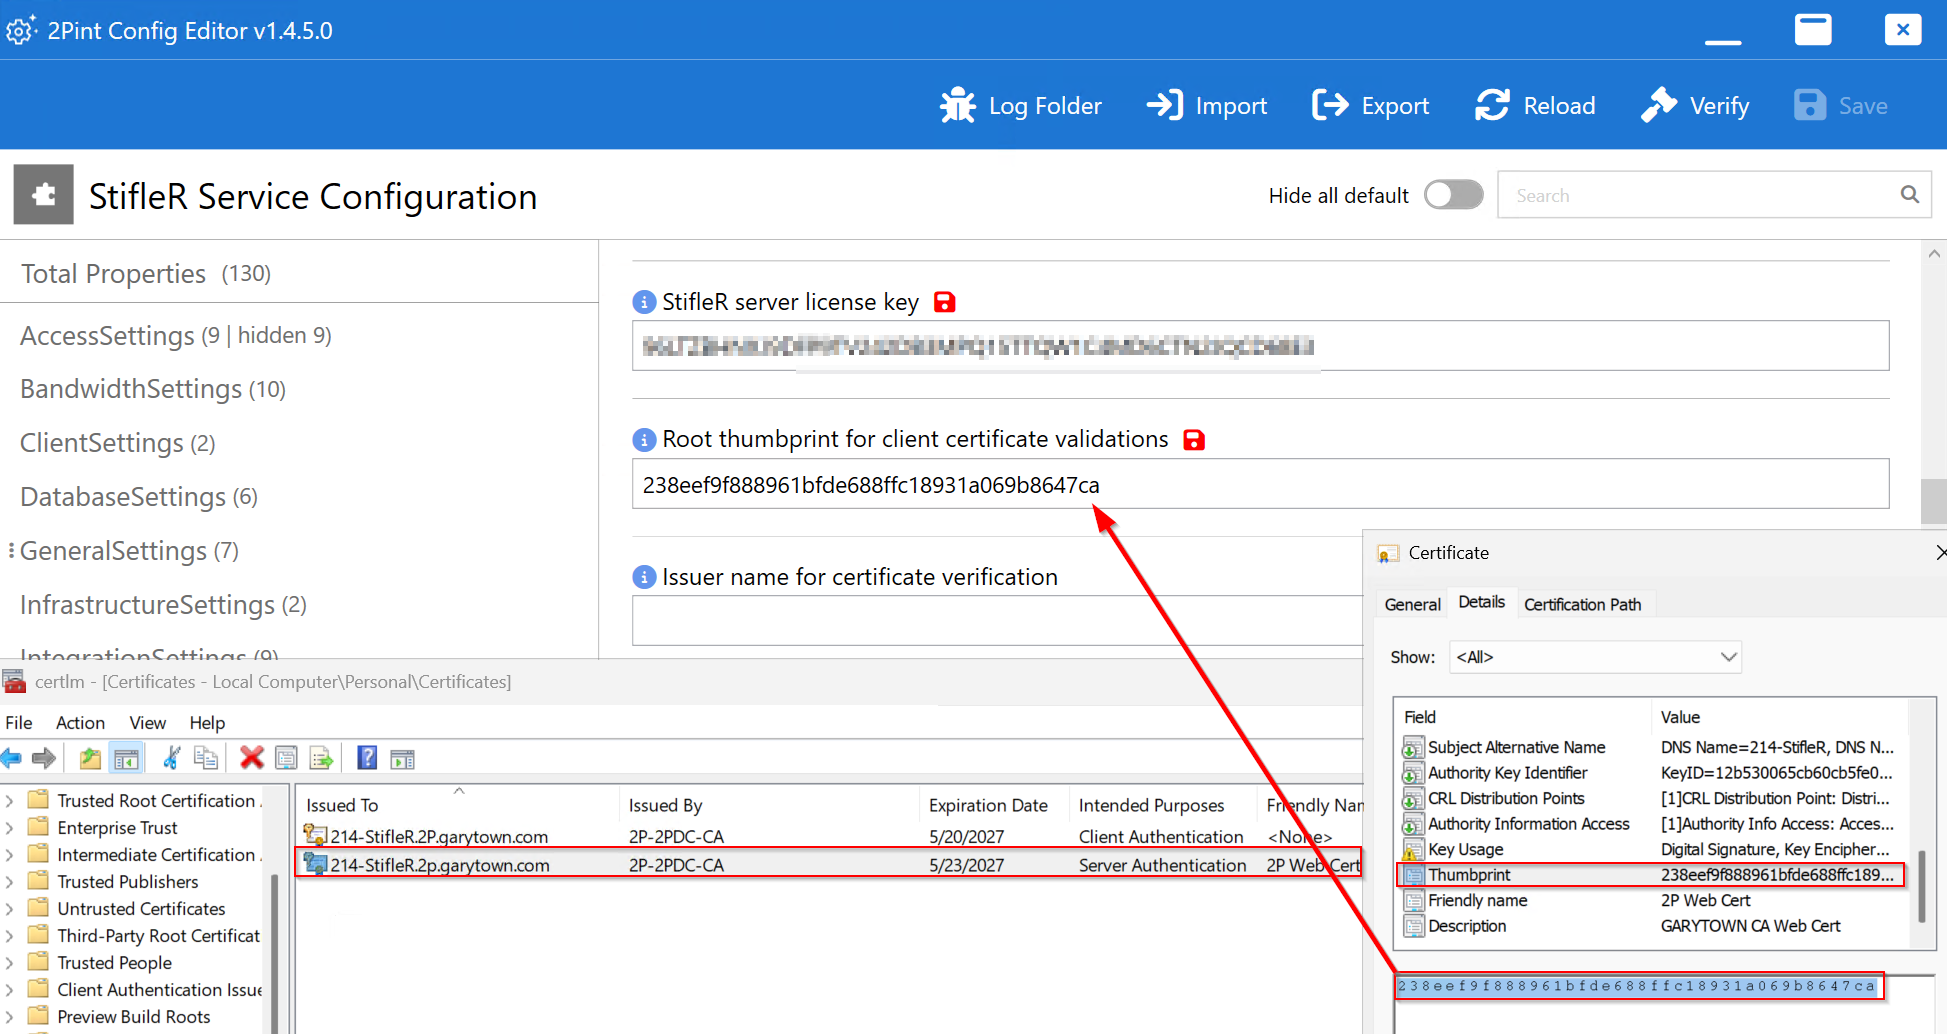 2Pint Config Editor v1.4.5.0
Log Folder
Import
Export
Reload
Verify
Save
StifleR Service Configuration
Hide all default
Search
Total Properties (130)
AccessSettings (9 | hidden 9)
BandwidthSettings (10)
ClientSettings (2)
DatabaseSettings (6)
GeneralSettings (7)
InfrastructureSettings (2)
IntegrationSettings (9)
StifleR server license key
Root thumbprint for client certificate validations
238eef9f888961bfde688ffc18931a069b8647ca
Issuer name for certificate verification
certlm - [Certificates - Local Computer\Personal\Certificates]
File Action View Help
Trusted Root Certification
Enterprise Trust
Intermediate Certification
Trusted Publishers
Untrusted Certificates
Third-Party Root Certificat
Trusted People
Client Authentication Issue
Preview Build Roots
Issued To Issued By Expiration Date Intended Purposes Friendly Nam
214-StifleR.2P.garytown.com 2P-2PDC-CA 5/20/2027 Client Authentication <None>
214-StifleR.2p.garytown.com 2P-2PDC-CA 5/23/2027 Server Authentication 2P Web Cert
Certificate
General Details Certification Path
Show: <All>
Field Value
Subject Alternative Name DNS Name=214-StifleR, DNS N...
Authority Key Identifier KeyID=12b530065cb60cb5fe0...
CRL Distribution Points [1]CRL Distribution Point: Distri...
Authority Information Access [1]Authority Info Access: Acces...
Key Usage Digital Signature, Key Encipher...
Thumbprint 238eef9f888961bfde688ffc189...
Friendly name 2P Web Cert
Description GARYTOWN CA Web Cert
238eef9f888961bfde688ffc18931a069b8647ca